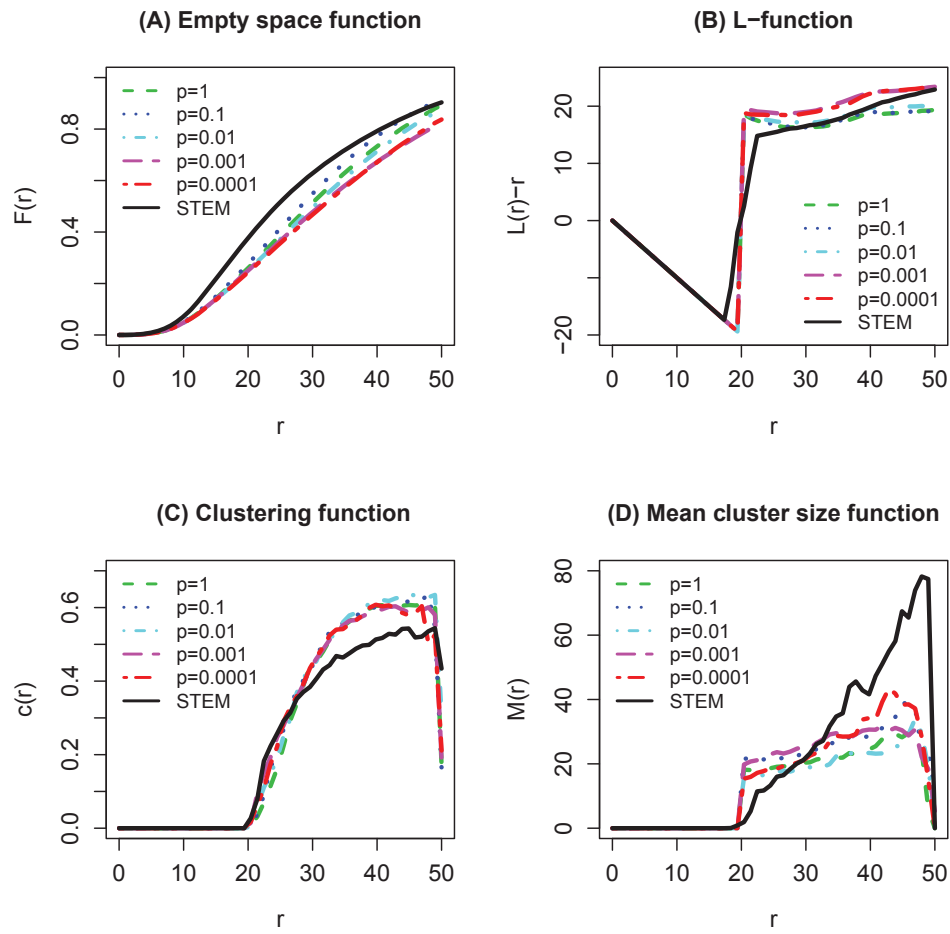 (A) Empty space function
F(r)
0.0
0.4
0.8
p=1
p=0.1
p=0.01
p=0.001
p=0.0001
STEM
0 10 20 30 40 50
r
(B) L−function
L(r)−r
−20
0
20
p=1
p=0.1
p=0.01
p=0.001
p=0.0001
STEM
0 10 20 30 40 50
r
(C) Clustering function
c(r)
0.0
0.2
0.4
0.6
p=1
p=0.1
p=0.01
p=0.001
p=0.0001
STEM
0 10 20 30 40 50
r
(D) Mean cluster size function
M(r)
0
20
40
60
80
p=1
p=0.1
p=0.01
p=0.001
p=0.0001
STEM
0 10 20 30 40 50
r